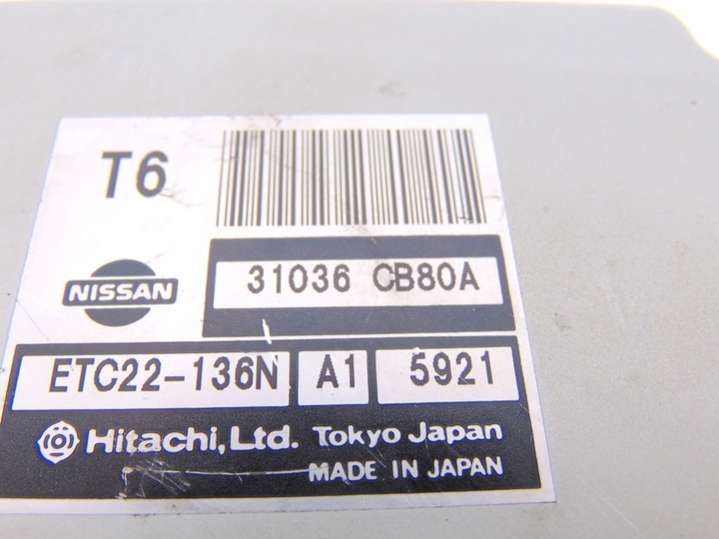 T6
NISSAN
31036 CB80A
ETC22-136N A1 5921
Hitachi, Ltd. Tokyo Japan
MADE IN JAPAN